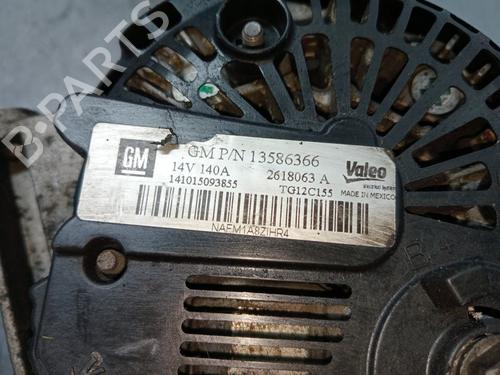 B-PARTS
GM
GM P/N 13586366
14V 140A
2618063 A
141015093855
TG12C155
Valeo
MADE IN MEXICO
NAEM1A8ZIHR4
B